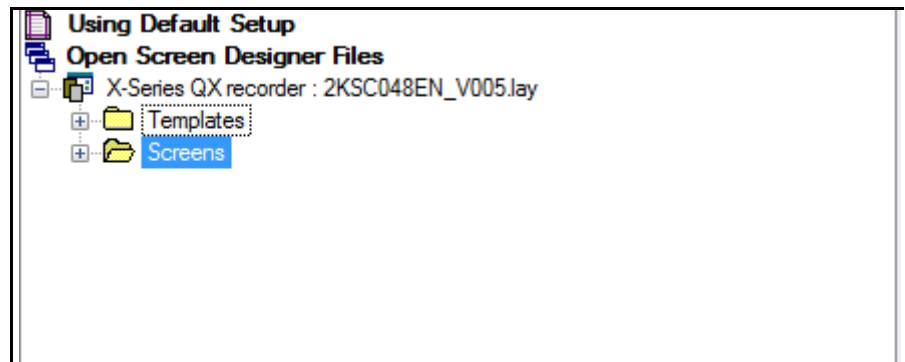 Using Default Setup
Open Screen Designer Files
X-Series QX recorder : 2KSC048EN_V005.lay
Templates
Screens